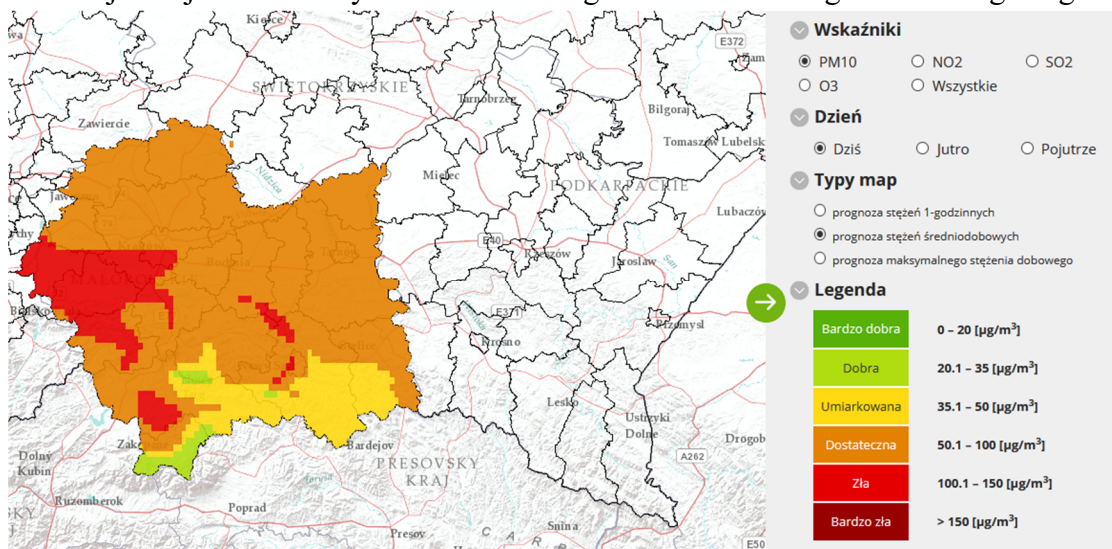 Kielce
E372
ŚWIĘTOKRZYSKIE
Tarnobrzeg
Biłgoraj
Zawiercie
Tomaszów Lubelsk
Nidzica
Mielec
PODKARPACKIE
Lubaczów
E40
Rzeszów
Jarosław
San
E371
Krosno
Przemysl
Lesko
Ustrzyki
Dolne
Drogob
A262
Bardejov
PRESOVSKY
KRAJ
Dolny
Kubin
Ruzomberok
Poprad
Presov
Snina
E50
Wskaźniki
PM10
NO2
SO2
O3
Wszystkie
Dzień
Dziś
Jutro
Pojutrze
Typy map
prognoza stężeń 1-godzinnych
prognoza stężeń średniodobowych
prognoza maksymalnego stężenia dobowego
Legenda
Bardzo dobra 0 – 20 [µg/m³]
Dobra 20.1 – 35 [µg/m³]
Umiarkowana 35.1 – 50 [µg/m³]
Dostateczna 50.1 – 100 [µg/m³]
Zła 100.1 – 150 [µg/m³]
Bardzo zła > 150 [µg/m³]